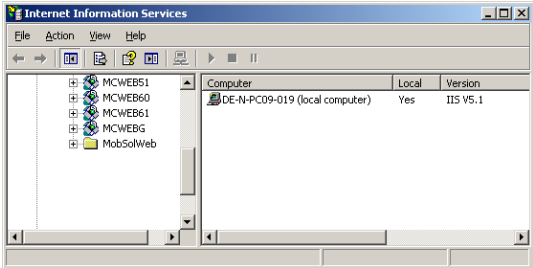 Internet Information Services
File Action View Help
MCWEB51
MCWEB60
MCWEB61
MCWEBG
MobSolWeb
Computer Local Version
DE-N-PC09-019 (local computer) Yes IIS V5.1